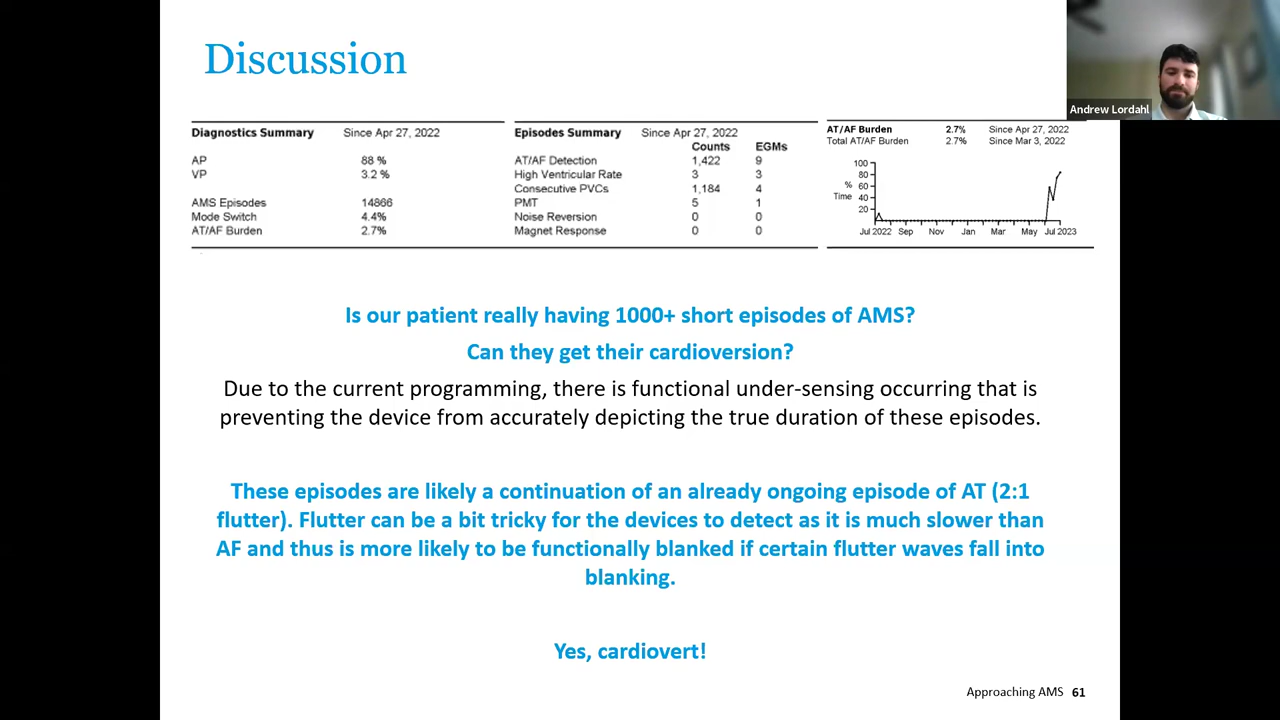 Discussion
Andrew Lordahl
Diagnostics Summary Since Apr 27, 2022
AP 88 %
VP 3.2 %
AMS Episodes 14866
Mode Switch 4.4%
AT/AF Burden 2.7%
Episodes Summary Since Apr 27, 2022
Counts EGMs
AT/AF Detection 1,422 9
High Ventricular Rate 3 3
Consecutive PVCs 1,184 4
PMT 5 1
Noise Reversion 0 0
Magnet Response 0 0
AT/AF Burden 2.7% Since Apr 27, 2022
Total AT/AF Burden 2.7% Since Mar 3, 2022
100
80
% 60
Time 40
20
Jul 2022 Sep Nov Jan Mar May Jul 2023
Is our patient really having 1000+ short episodes of AMS?
Can they get their cardioversion?
Due to the current programming, there is functional under-sensing occurring that is
preventing the device from accurately depicting the true duration of these episodes.
These episodes are likely a continuation of an already ongoing episode of AT (2:1
flutter). Flutter can be a bit tricky for the devices to detect as it is much slower than
AF and thus is more likely to be functionally blanked if certain flutter waves fall into
blanking.
Yes, cardiovert!
Approaching AMS 61